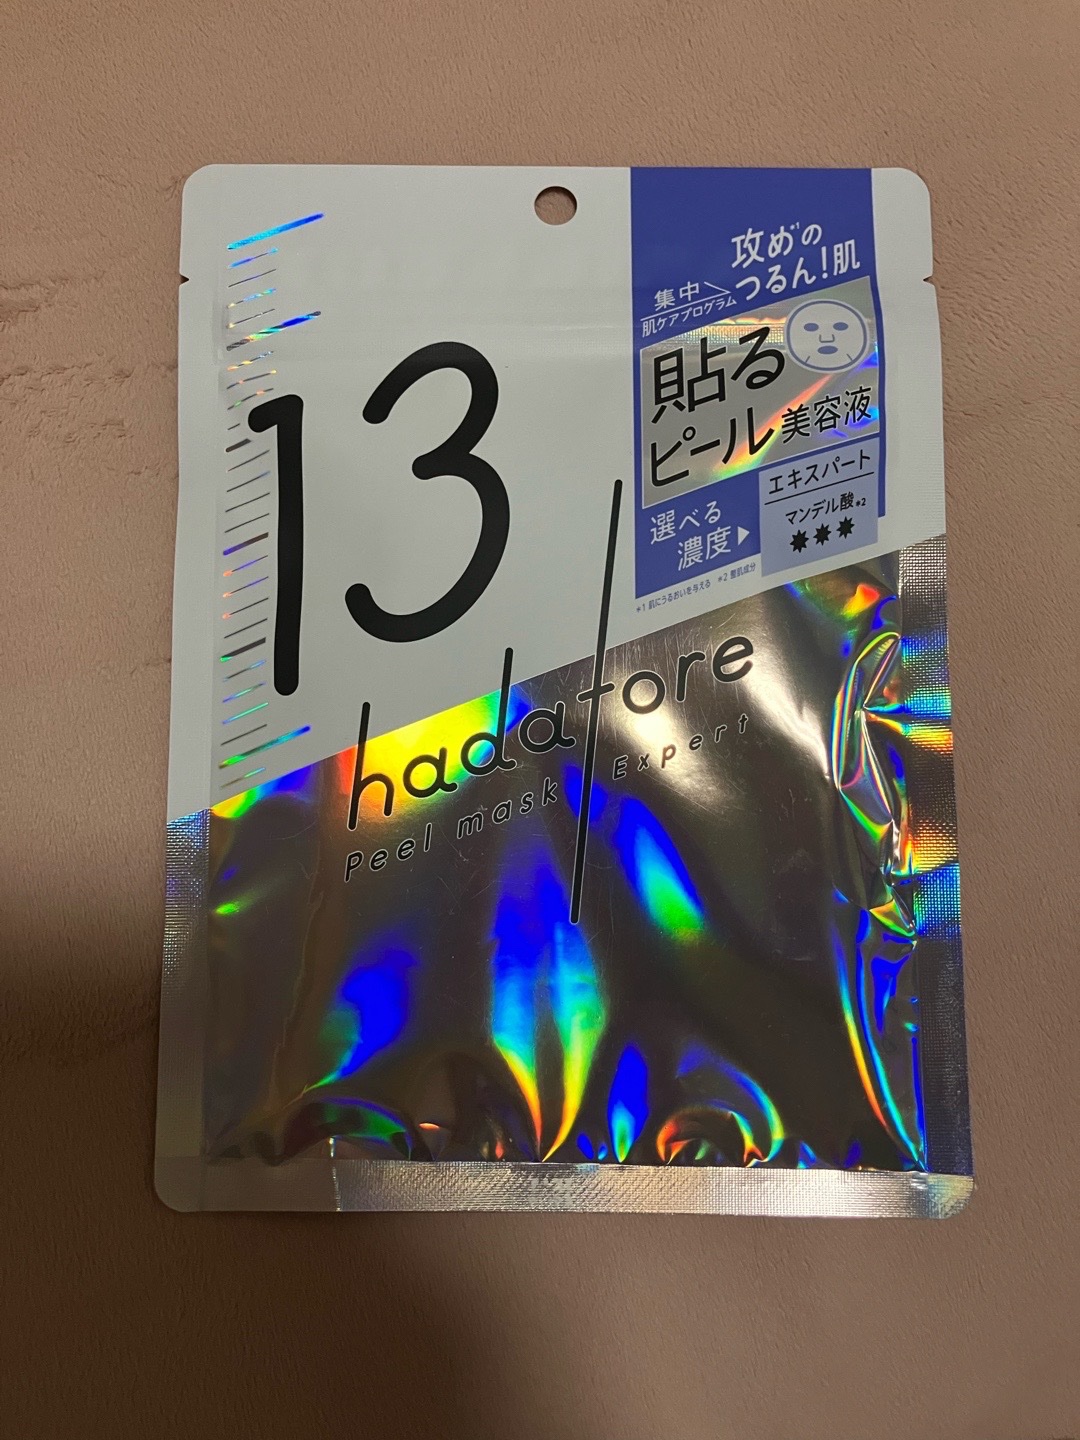 攻め*1の
つるん!肌
集中
肌ケアプログラム
貼る
ピール美容液
選べる
濃度▶
エキスパート
マンデル酸*2
*1 肌にうるおいを与える *2 整肌成分
13
hadatore
Peel mask Expert